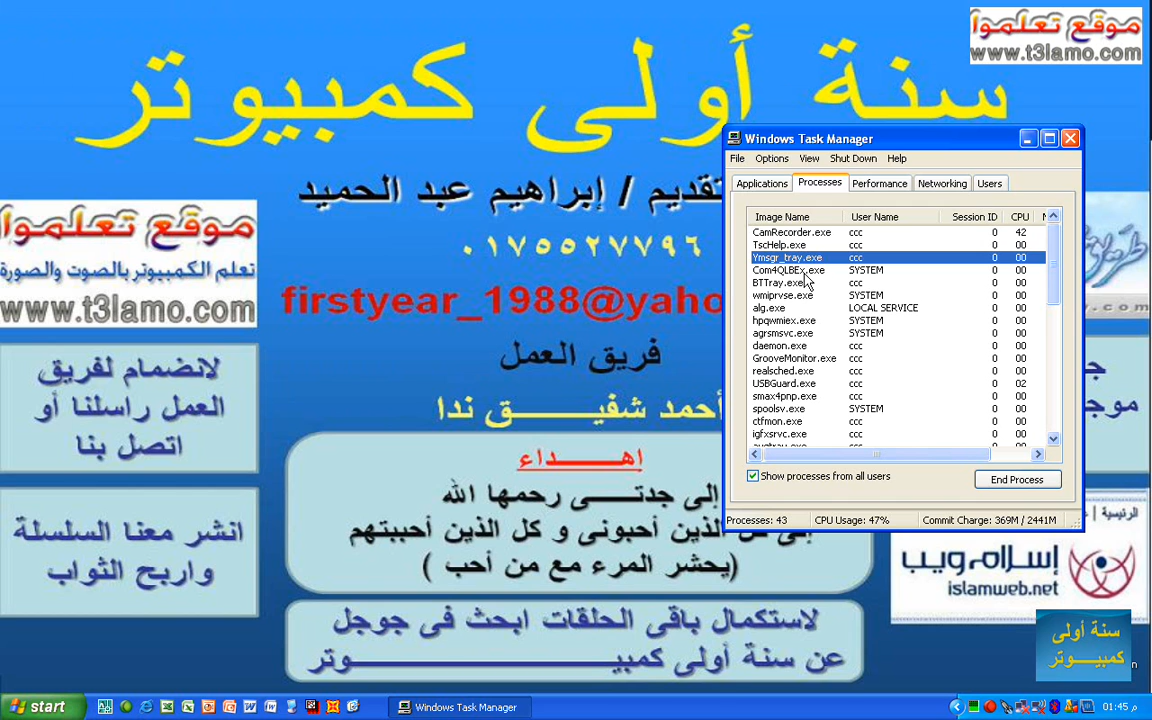 موقع تعلموا
www.t3lamo.com
سنة أولى كمبيوتر
تقديم / إبراهيم عبد الحميد
٠١٧٥٥٢٧٧٩٦
firstyear_1988@yaho
فريق العمل
أحمد شفيق ندا
موقع تعلموا
تعلم الكمبيوتر بالصوت والصورة
www.t3lamo.com
لانضمام لفريق
العمل راسلنا أو
اتصل بنا
انشر معنا السلسلة
واربح الثواب
اهداء
إلى جدتى رحمها الله
الذين أحبونى و كل الذين أحببتهم
(يحشر المرء مع من أحب )
لاستكمال باقى الحلقات ابحث فى جوجل
عن سنة أولى كمبيوتر
Windows Task Manager
File Options View Shut Down Help
Applications Processes Performance Networking Users
Image Name User Name Session ID CPU
CamRecorder.exe ccc 0 42
TscHelp.exe ccc 0 00
Ymsgr_tray.exe ccc 0 00
Com4QLBEx.exe SYSTEM 0 00
BTTray.exe ccc 0 00
wmiprvse.exe SYSTEM 0 00
alg.exe LOCAL SERVICE 0 00
hpqwmiex.exe SYSTEM 0 00
agrsmsvc.exe SYSTEM 0 00
daemon.exe ccc 0 00
GrooveMonitor.exe ccc 0 00
realsched.exe ccc 0 00
USBGuard.exe ccc 0 02
smax4pnp.exe ccc 0 00
spoolsv.exe SYSTEM 0 00
ctfmon.exe ccc 0 00
igfxsrvc.exe ccc 0 00
Show processes from all users
End Process
Processes: 43 CPU Usage: 47% Commit Charge: 369M / 2441M
الرئيسية
إسلام ويب
islamweb.net
سنة أولى
كمبيوتر
start
Windows Task Manager
01:45 م